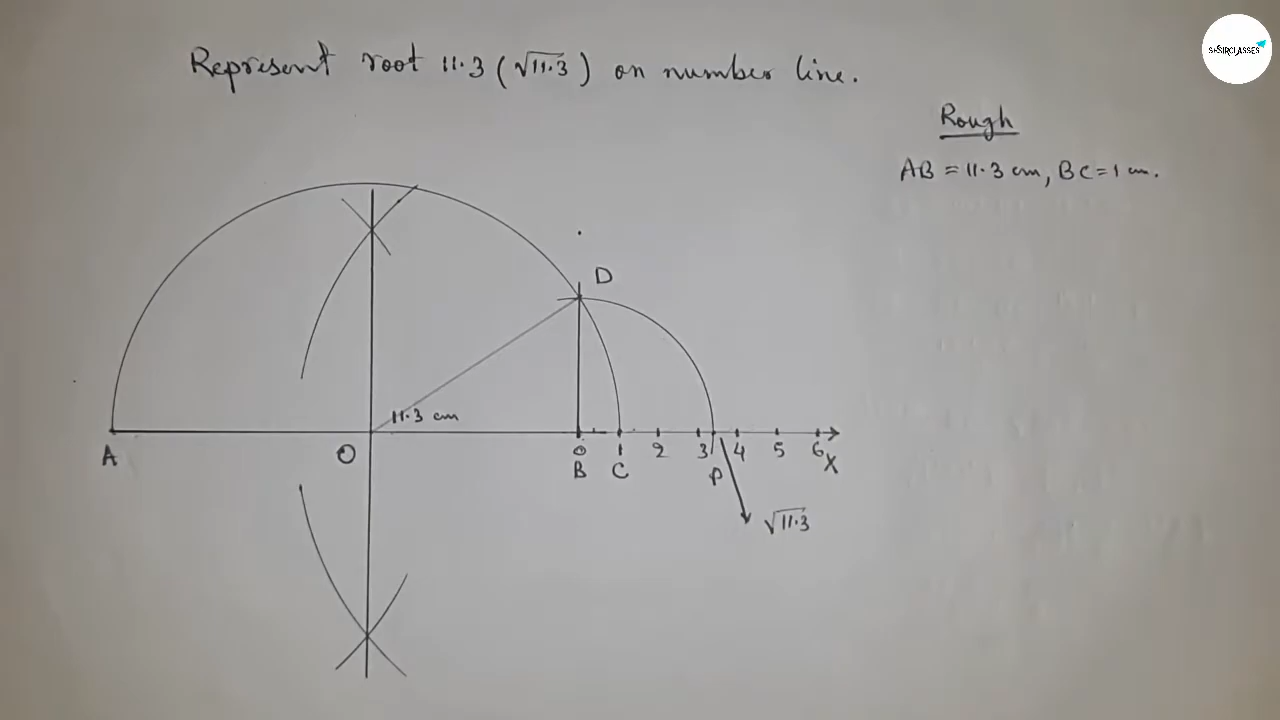 Represent root 11.3 (√11.3) on number line.
S*SIRCLASSES
Rough
AB = 11.3 cm, BC = 1 cm.
D
11.3 cm
A O 0 1 2 3 4 5 6 X
B C P
√11.3